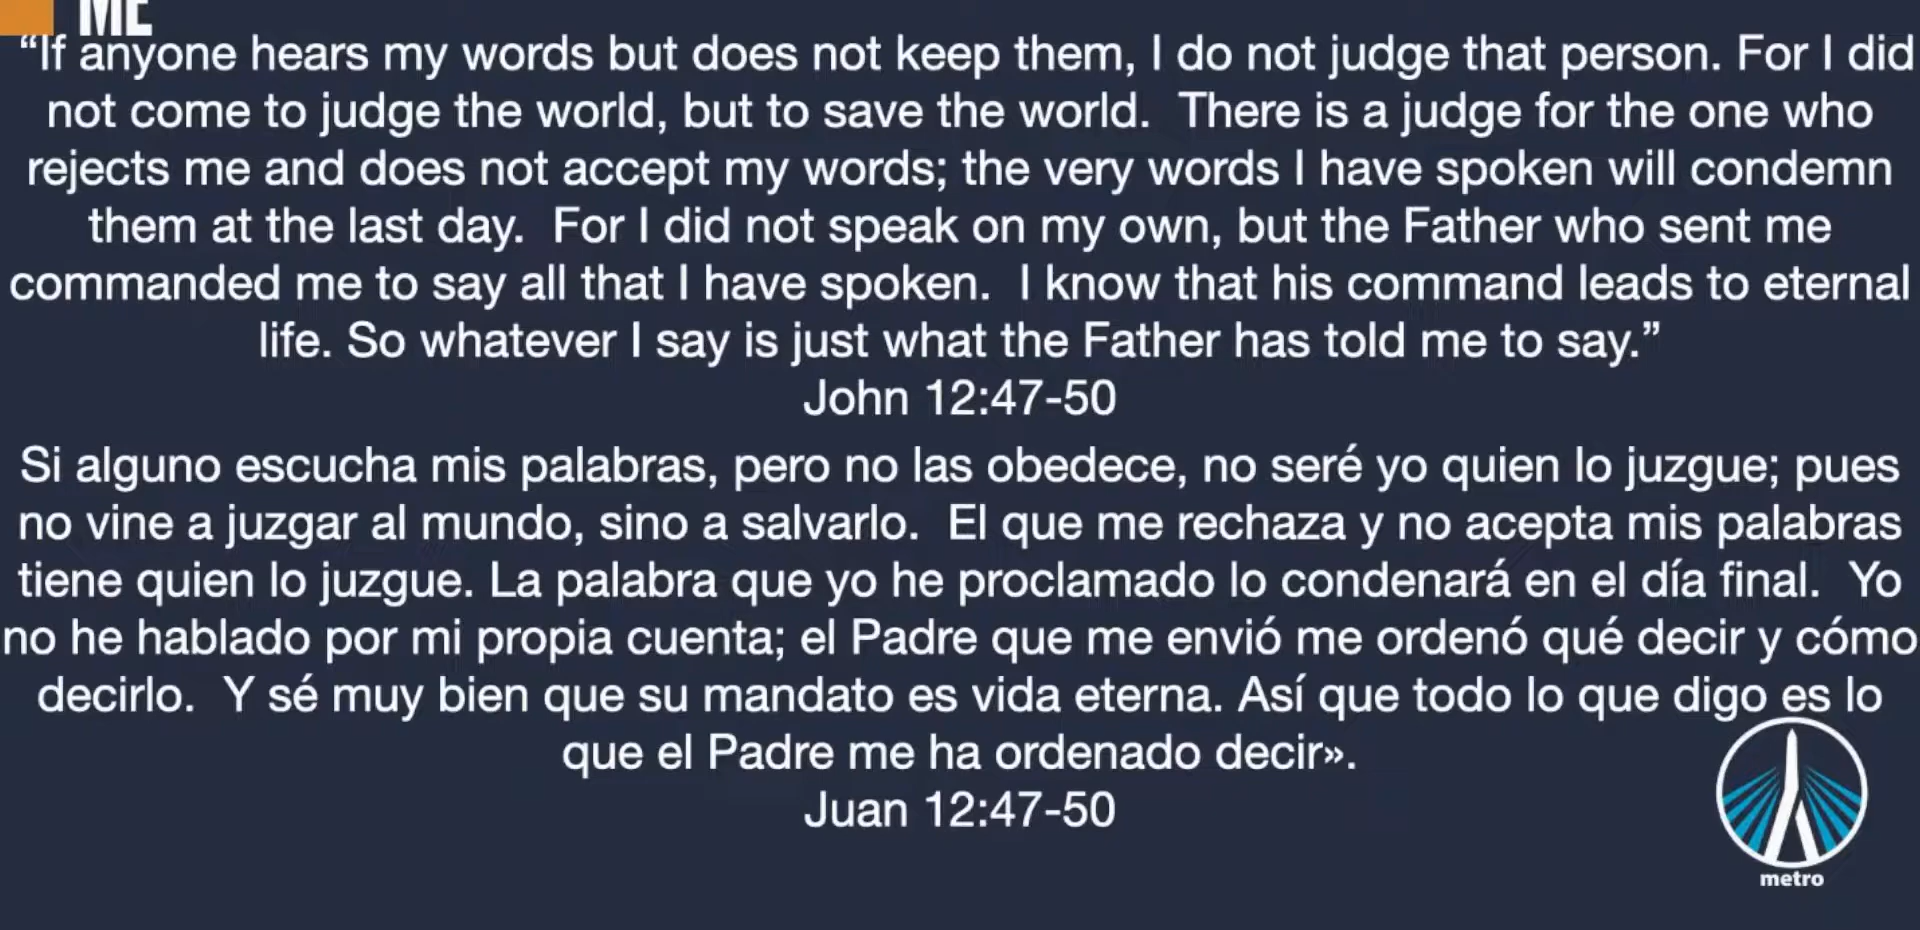 ME
“If anyone hears my words but does not keep them, I do not judge that person. For I did
not come to judge the world, but to save the world.  There is a judge for the one who
rejects me and does not accept my words; the very words I have spoken will condemn
them at the last day.  For I did not speak on my own, but the Father who sent me
commanded me to say all that I have spoken.  I know that his command leads to eternal
life. So whatever I say is just what the Father has told me to say.”
John 12:47-50
Si alguno escucha mis palabras, pero no las obedece, no seré yo quien lo juzgue; pues
no vine a juzgar al mundo, sino a salvarlo.  El que me rechaza y no acepta mis palabras
tiene quien lo juzgue. La palabra que yo he proclamado lo condenará en el día final.  Yo
no he hablado por mi propia cuenta; el Padre que me envió me ordenó qué decir y cómo
decirlo.  Y sé muy bien que su mandato es vida eterna. Así que todo lo que digo es lo
que el Padre me ha ordenado decir».
Juan 12:47-50
metro